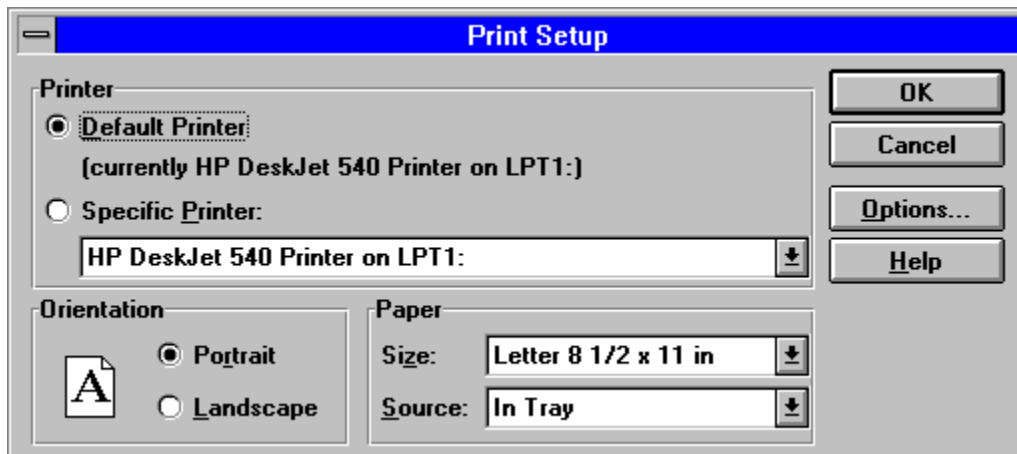 Print Setup
Printer
Default Printer
(currently HP DeskJet 540 Printer on LPT1:)
Specific Printer:
HP DeskJet 540 Printer on LPT1:
OK
Cancel
Options...
Help
Orientation
A
Portrait
Landscape
Paper
Size: Letter 8 1/2 x 11 in
Source: In Tray